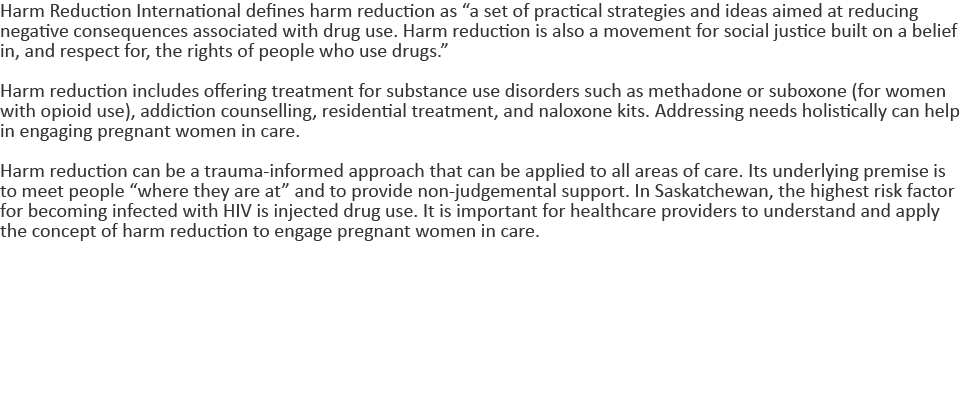 Harm Reduction International defines harm reduction as “a set of practical strategies and ideas aimed at reducing
negative consequences associated with drug use. Harm reduction is also a movement for social justice built on a belief
in, and respect for, the rights of people who use drugs.”
Harm reduction includes offering treatment for substance use disorders such as methadone or suboxone (for women
with opioid use), addiction counselling, residential treatment, and naloxone kits. Addressing needs holistically can help
in engaging pregnant women in care.
Harm reduction can be a trauma-informed approach that can be applied to all areas of care. Its underlying premise is
to meet people “where they are at” and to provide non-judgemental support. In Saskatchewan, the highest risk factor
for becoming infected with HIV is injected drug use. It is important for healthcare providers to understand and apply
the concept of harm reduction to engage pregnant women in care.